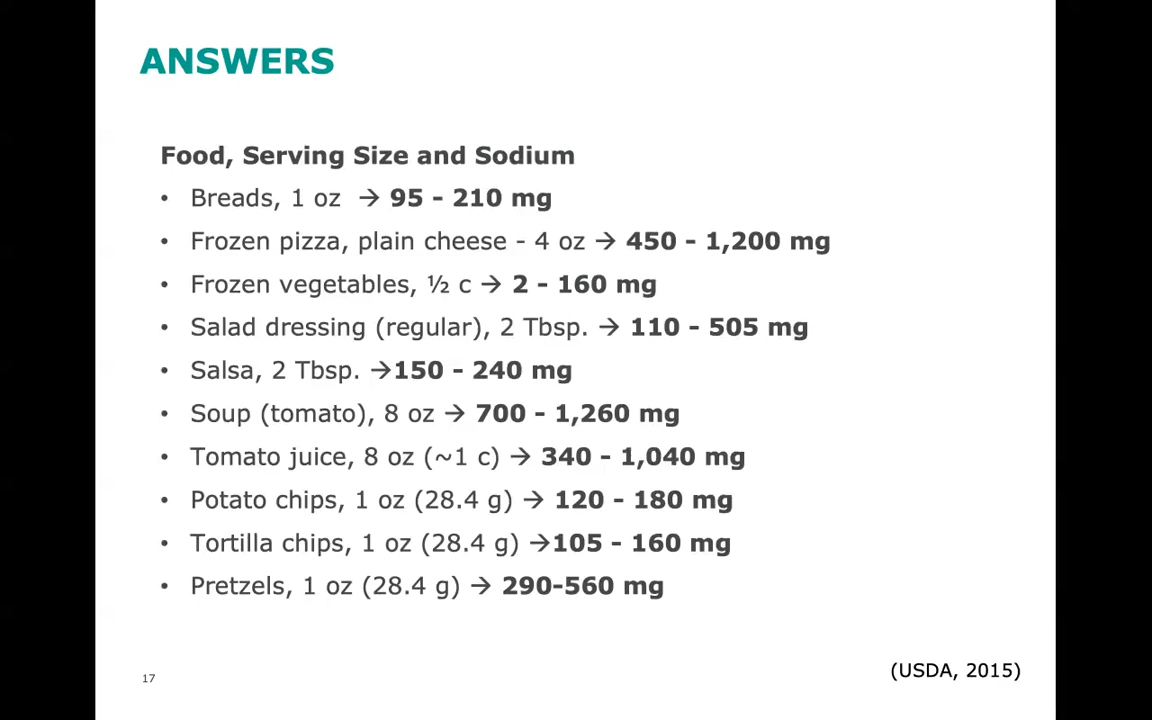 ANSWERS
Food, Serving Size and Sodium
• Breads, 1 oz → 95 - 210 mg
• Frozen pizza, plain cheese - 4 oz → 450 - 1,200 mg
• Frozen vegetables, ½ c → 2 - 160 mg
• Salad dressing (regular), 2 Tbsp. → 110 - 505 mg
• Salsa, 2 Tbsp. →150 - 240 mg
• Soup (tomato), 8 oz → 700 - 1,260 mg
• Tomato juice, 8 oz (~1 c) → 340 - 1,040 mg
• Potato chips, 1 oz (28.4 g) → 120 - 180 mg
• Tortilla chips, 1 oz (28.4 g) →105 - 160 mg
• Pretzels, 1 oz (28.4 g) → 290-560 mg
17
(USDA, 2015)